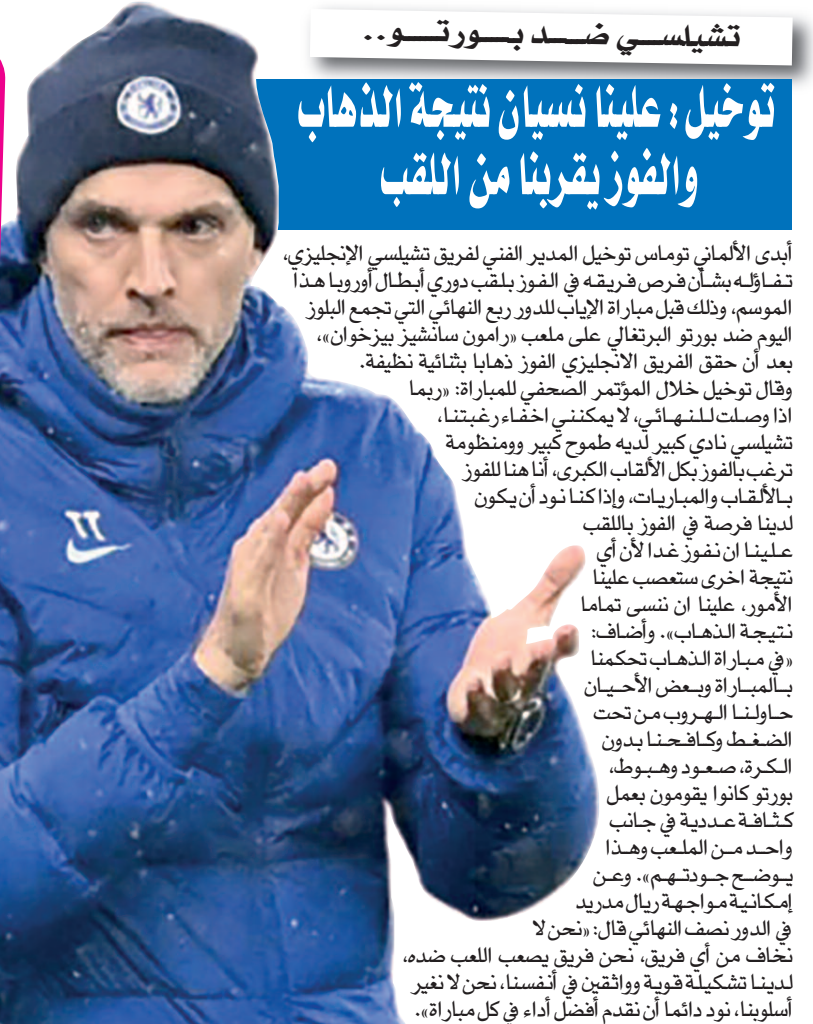 تشيلسي ضد بورتو..
توخيل : علينا نسيان نتيجة الذهاب
والفوز يقربنا من اللقب
أبدى الألماني توماس توخيل المدير الفني لفريق تشيلسي الإنجليزي،
تفاؤله بشأن فرص فريقه في الفوز بلقب دوري أبطال أوروبا هذا
الموسم، وذلك قبل مباراة الإياب للدور ربع النهائي التي تجمع البلوز
اليوم ضد بورتو البرتغالي على ملعب «رامون سانشيز بيزخوان»،
بعد أن حقق الفريق الانجليزي الفوز ذهابا بثنائية نظيفة.
وقال توخيل خلال المؤتمر الصحفي للمباراة: «ربما
اذا وصلت للنهائي، لا يمكنني اخفاء رغبتنا،
تشيلسي نادي كبير لديه طموح كبير وومنظومة
ترغب بالفوز بكل الألقاب الكبرى، أنا هنا للفوز
بالألقاب والمباريات، وإذا كنا نود أن يكون
لدينا فرصة في الفوز باللقب
علينا ان نفوز غدا لأن أي
نتيجة اخرى ستعصب علينا
الأمور، علينا ان ننسى تماما
نتيجة الذهاب». وأضاف:
«في مباراة الذهاب تحكمنا
بالمباراة وبعض الأحيان
حاولنا الهروب من تحت
الضغط وكافحنا بدون
الكرة، صعود وهبوط،
بورتو كانوا يقومون بعمل
كثافة عددية في جانب
واحد من الملعب وهذا
يوضح جودتهم». وعن
إمكانية مواجهة ريال مدريد
في الدور نصف النهائي قال: «نحن لا
نخاف من أي فريق، نحن فريق يصعب اللعب ضده،
لدينا تشكيلة قوية وواثقين في أنفسنا، نحن لا نغير
أسلوبنا، نود دائما أن نقدم أفضل أداء في كل مباراة».
TT